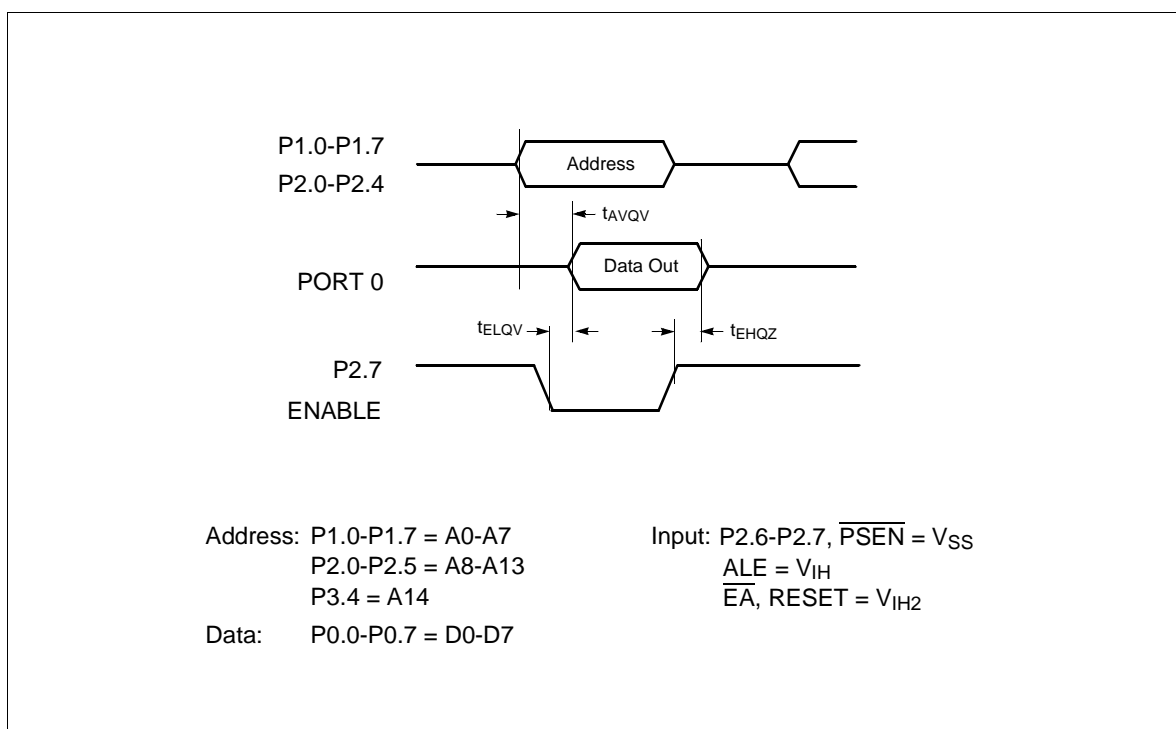 P1.0-P1.7
P2.0-P2.4
Address
tAVQV
PORT 0
Data Out
tELQV
tEHQZ
P2.7
ENABLE
Address: P1.0-P1.7 = A0-A7
P2.0-P2.5 = A8-A13
P3.4 = A14
Data: P0.0-P0.7 = D0-D7
Input: P2.6-P2.7, P̅S̅E̅N̅ = VSS
ALE = VIH
E̅A̅, RESET = VIH2